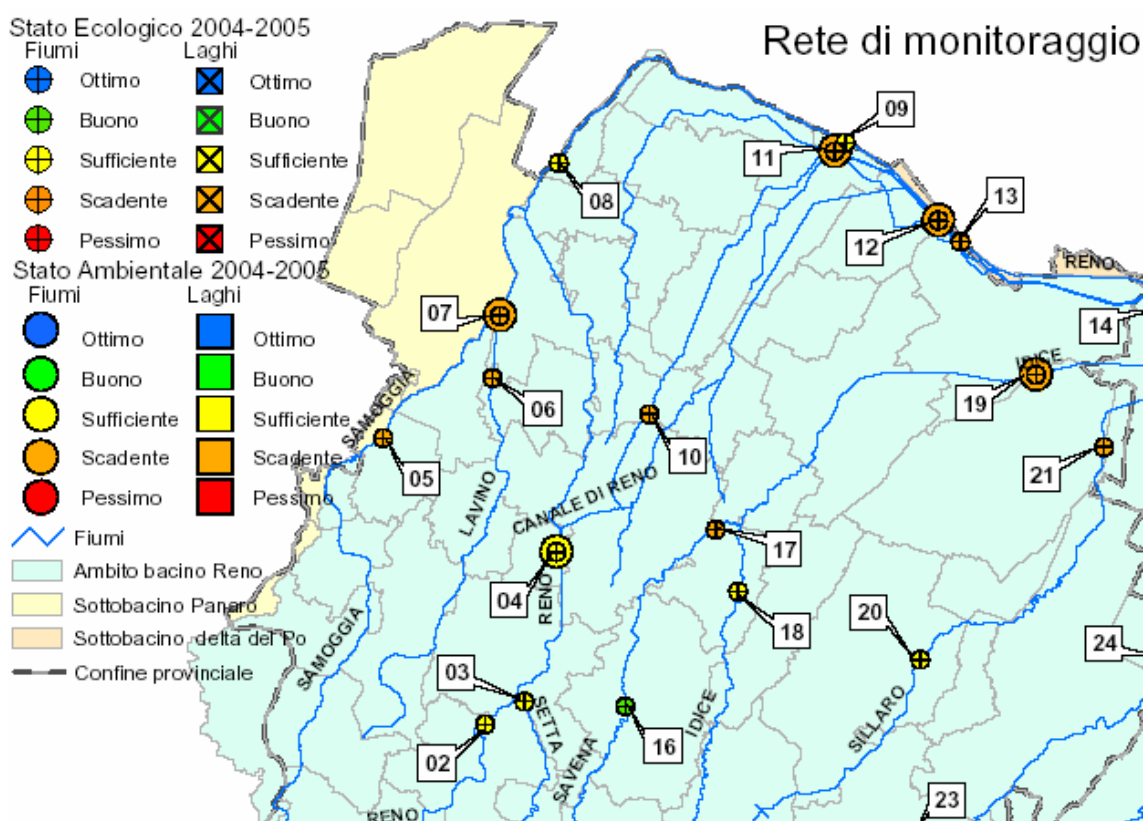 Stato Ecologico 2004-2005
Fiumi Laghi
Ottimo Ottimo
Buono Buono
Sufficiente Sufficiente
Scadente Scadente
Pessimo Pessimo
Stato Ambientale 2004-2005
Fiumi Laghi
Ottimo Ottimo
Buono Buono
Sufficiente Sufficiente
Scadente Scadente
Pessimo Pessimo
Fiumi
Ambito bacino Reno
Sottobacino Panaro
Sottobacino delta del Po
Confine provinciale
Rete di monitoraggio
09
11
08
13
12
RENO
07
14
IDICE
19
06
SAMOGGIA
10
05
21
LAVINO
CANALE DI RENO
17
04
RENO
18
20
24
SAMOGGIA
03
SETTA
IDICE
SILLARO
16
02
SAVENA
23
RENO